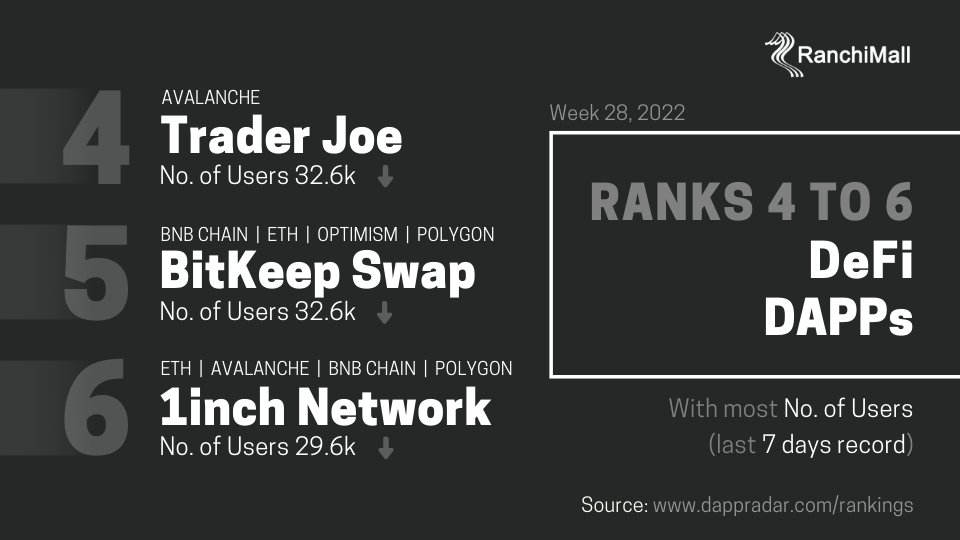 RanchiMall
4
AVALANCHE
Trader Joe
No. of Users 32.6k
5
BNB CHAIN | ETH | OPTIMISM | POLYGON
BitKeep Swap
No. of Users 32.6k
6
ETH | AVALANCHE | BNB CHAIN | POLYGON
1inch Network
No. of Users 29.6k
Week 28, 2022
RANKS 4 TO 6
DeFi
DAPPs
With most No. of Users
(last 7 days record)
Source: www.dappradar.com/rankings